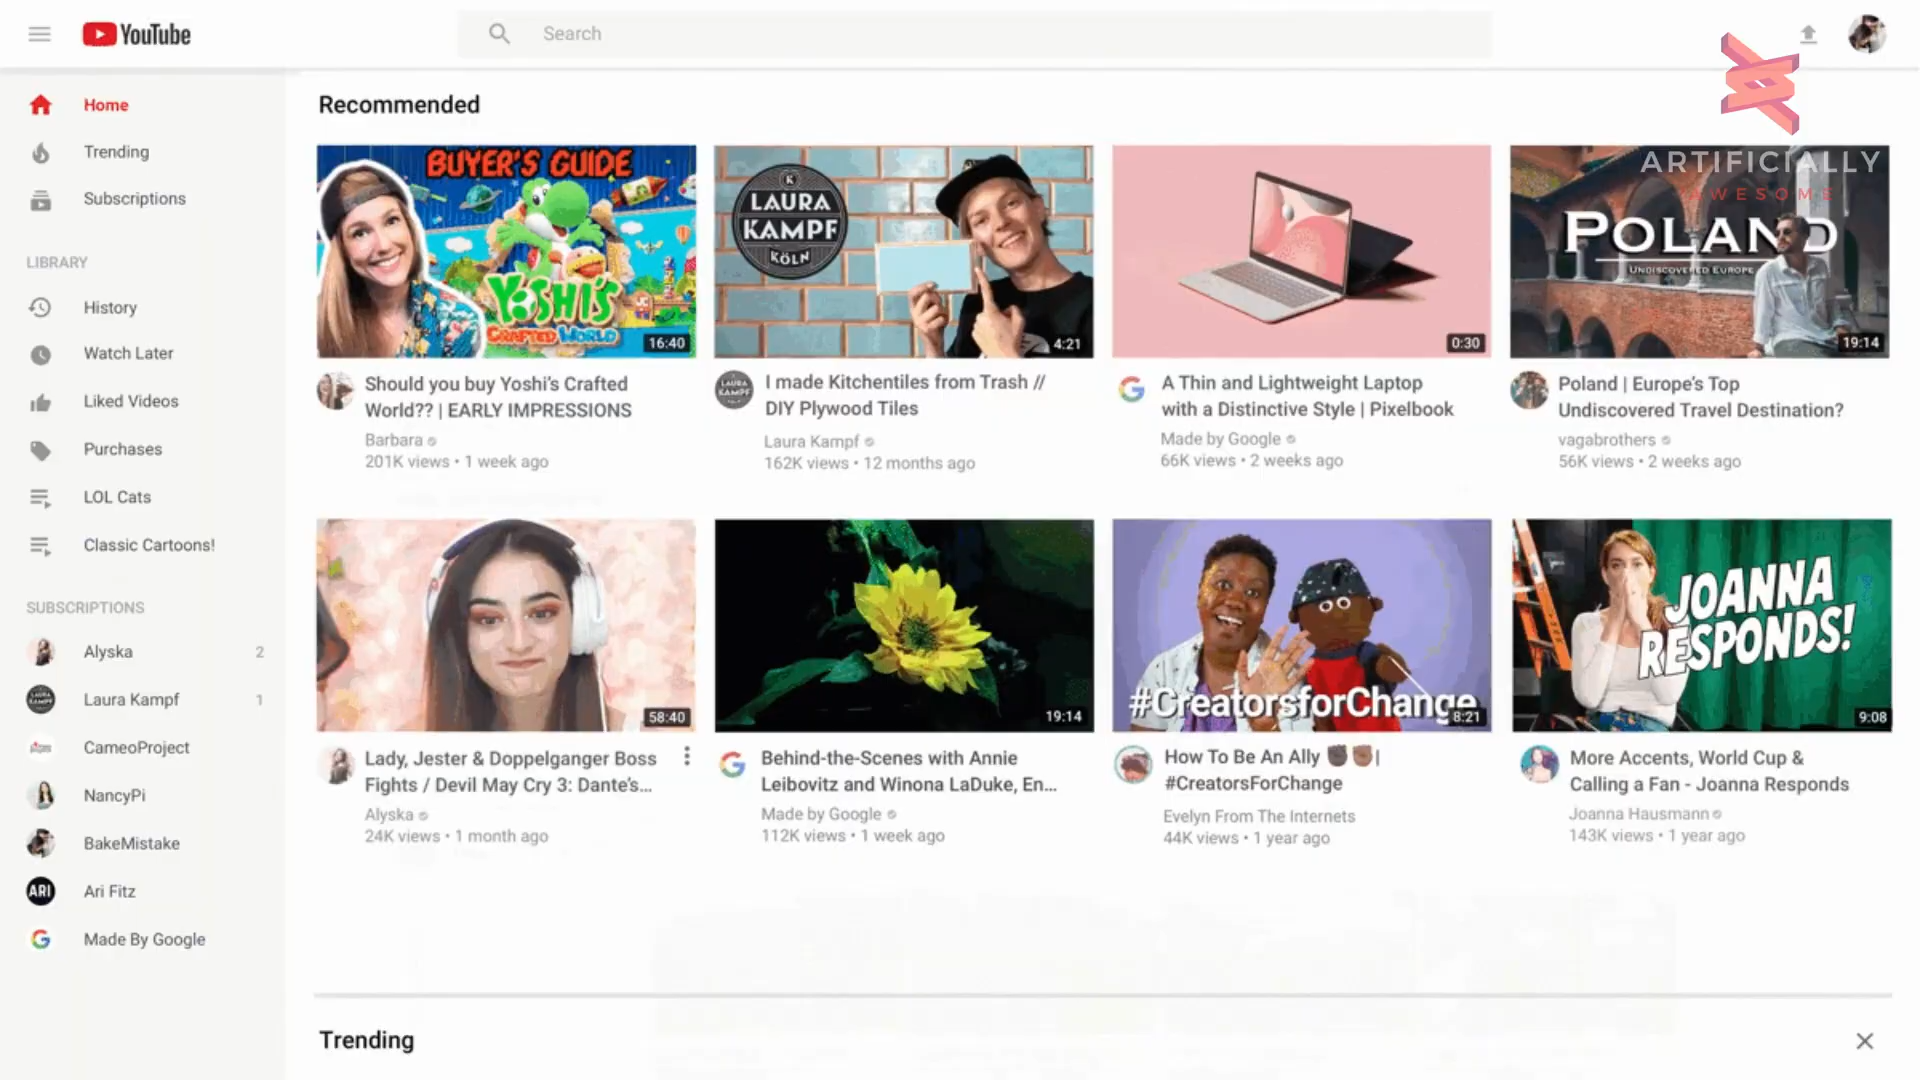 YouTube
Search
Home
Trending
Subscriptions
LIBRARY
History
Watch Later
Liked Videos
Purchases
LOL Cats
Classic Cartoons!
SUBSCRIPTIONS
Alyska 2
Laura Kampf 1
CameoProject
NancyPi
BakeMistake
ARI
Ari Fitz
Made By Google
ARTIFICIALLY
AWESOME
Recommended
BUYER'S GUIDE
YOSHI'S
CRAFTED WORLD
16:40
Should you buy Yoshi's Crafted
World?? | EARLY IMPRESSIONS
Barbara
201K views • 1 week ago
K
LAURA
KAMPF
KÖLN
4:21
LAURA
KAMPF
I made Kitchentiles from Trash //
DIY Plywood Tiles
Laura Kampf
162K views • 12 months ago
0:30
A Thin and Lightweight Laptop
with a Distinctive Style | Pixelbook
Made by Google
66K views • 2 weeks ago
POLAND
UNDISCOVERED EUROPE
19:14
Poland | Europe's Top
Undiscovered Travel Destination?
vagabrothers
56K views • 2 weeks ago
58:40
Lady, Jester & Doppelganger Boss
Fights / Devil May Cry 3: Dante's...
Alyska
24K views • 1 month ago
19:14
Behind-the-Scenes with Annie
Leibovitz and Winona LaDuke, En...
Made by Google
112K views • 1 week ago
#CreatorsforChange
8:21
How To Be An Ally ✊🏿✊🏽 |
#CreatorsForChange
Evelyn From The Internets
44K views • 1 year ago
JOANNA
RESPONDS!
9:08
More Accents, World Cup &
Calling a Fan - Joanna Responds
Joanna Hausmann
143K views • 1 year ago
Trending